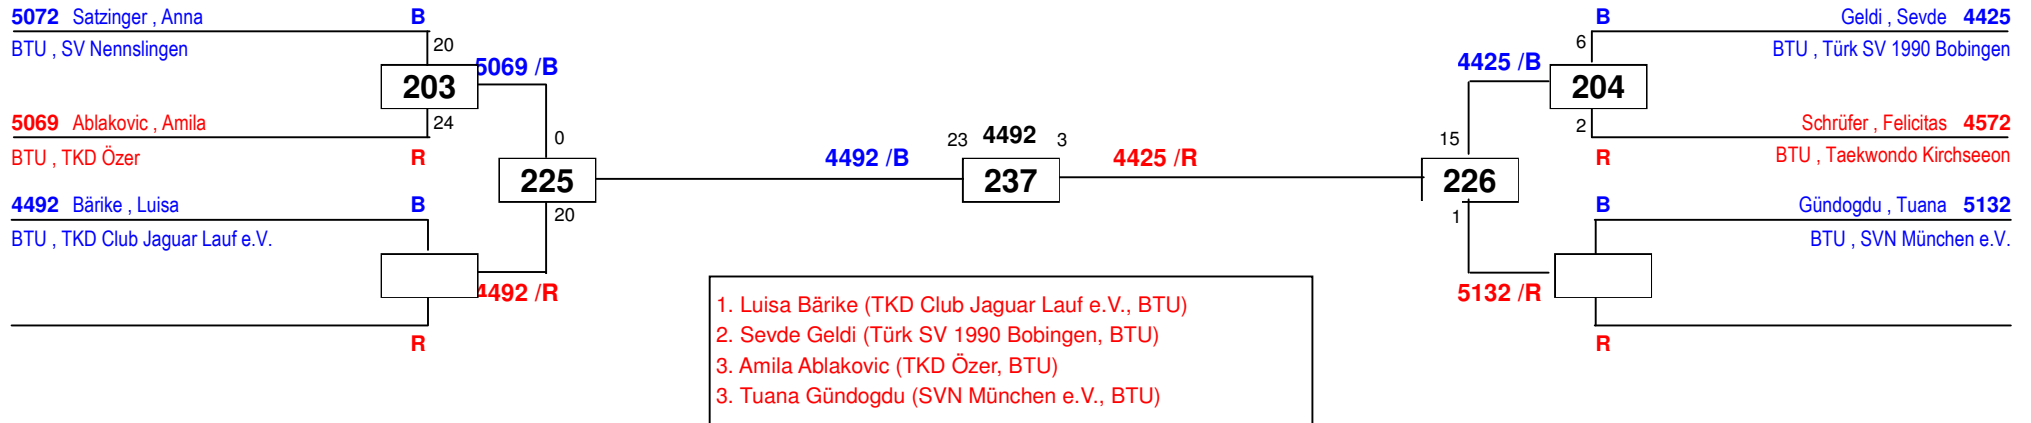 5072 Satzinger , Anna B
BTU , SV Nennslingen
20
5069 /B
203
5069 Ablakovic , Amila
24
BTU , TKD Özer R
0
225
20
4492 Bärike , Luisa B
BTU , TKD Club Jaguar Lauf e.V.
4492 /R
R
4492 /B
23 4492 3
237
4425 /R
B Geldi , Sevde 4425
6
BTU , Türk SV 1990 Bobingen
4425 /B
204
Schrüfer , Felicitas 4572
2
R BTU , Taekwondo Kirchseeon
15
226
1
B Gündogdu , Tuana 5132
BTU , SVN München e.V.
5132 /R
R
1. Luisa Bärike (TKD Club Jaguar Lauf e.V., BTU)
2. Sevde Geldi (Türk SV 1990 Bobingen, BTU)
3. Amila Ablakovic (TKD Özer, BTU)
3. Tuana Gündogdu (SVN München e.V., BTU)